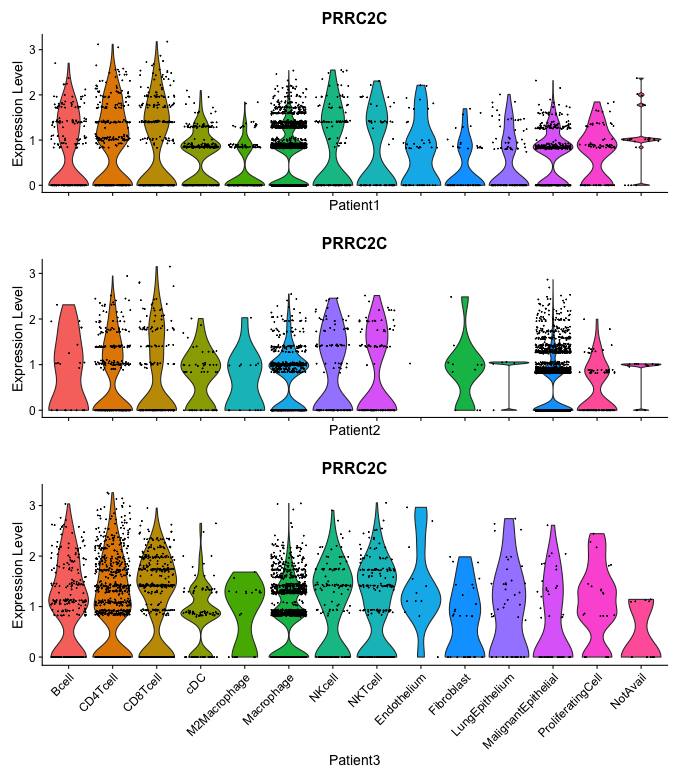 PRRC2C
Expression Level
3
2
1
0
Patient1
PRRC2C
Expression Level
3
2
1
0
Patient2
PRRC2C
Expression Level
3
2
1
0
Bcell
CD4Tcell
CD8Tcell
cDC
M2Macrophage
Macrophage
NKcell
NKTcell
Endothelium
Fibroblast
LungEpithelium
MalignantEpithelial
ProliferatingCell
NotAvail
Patient3